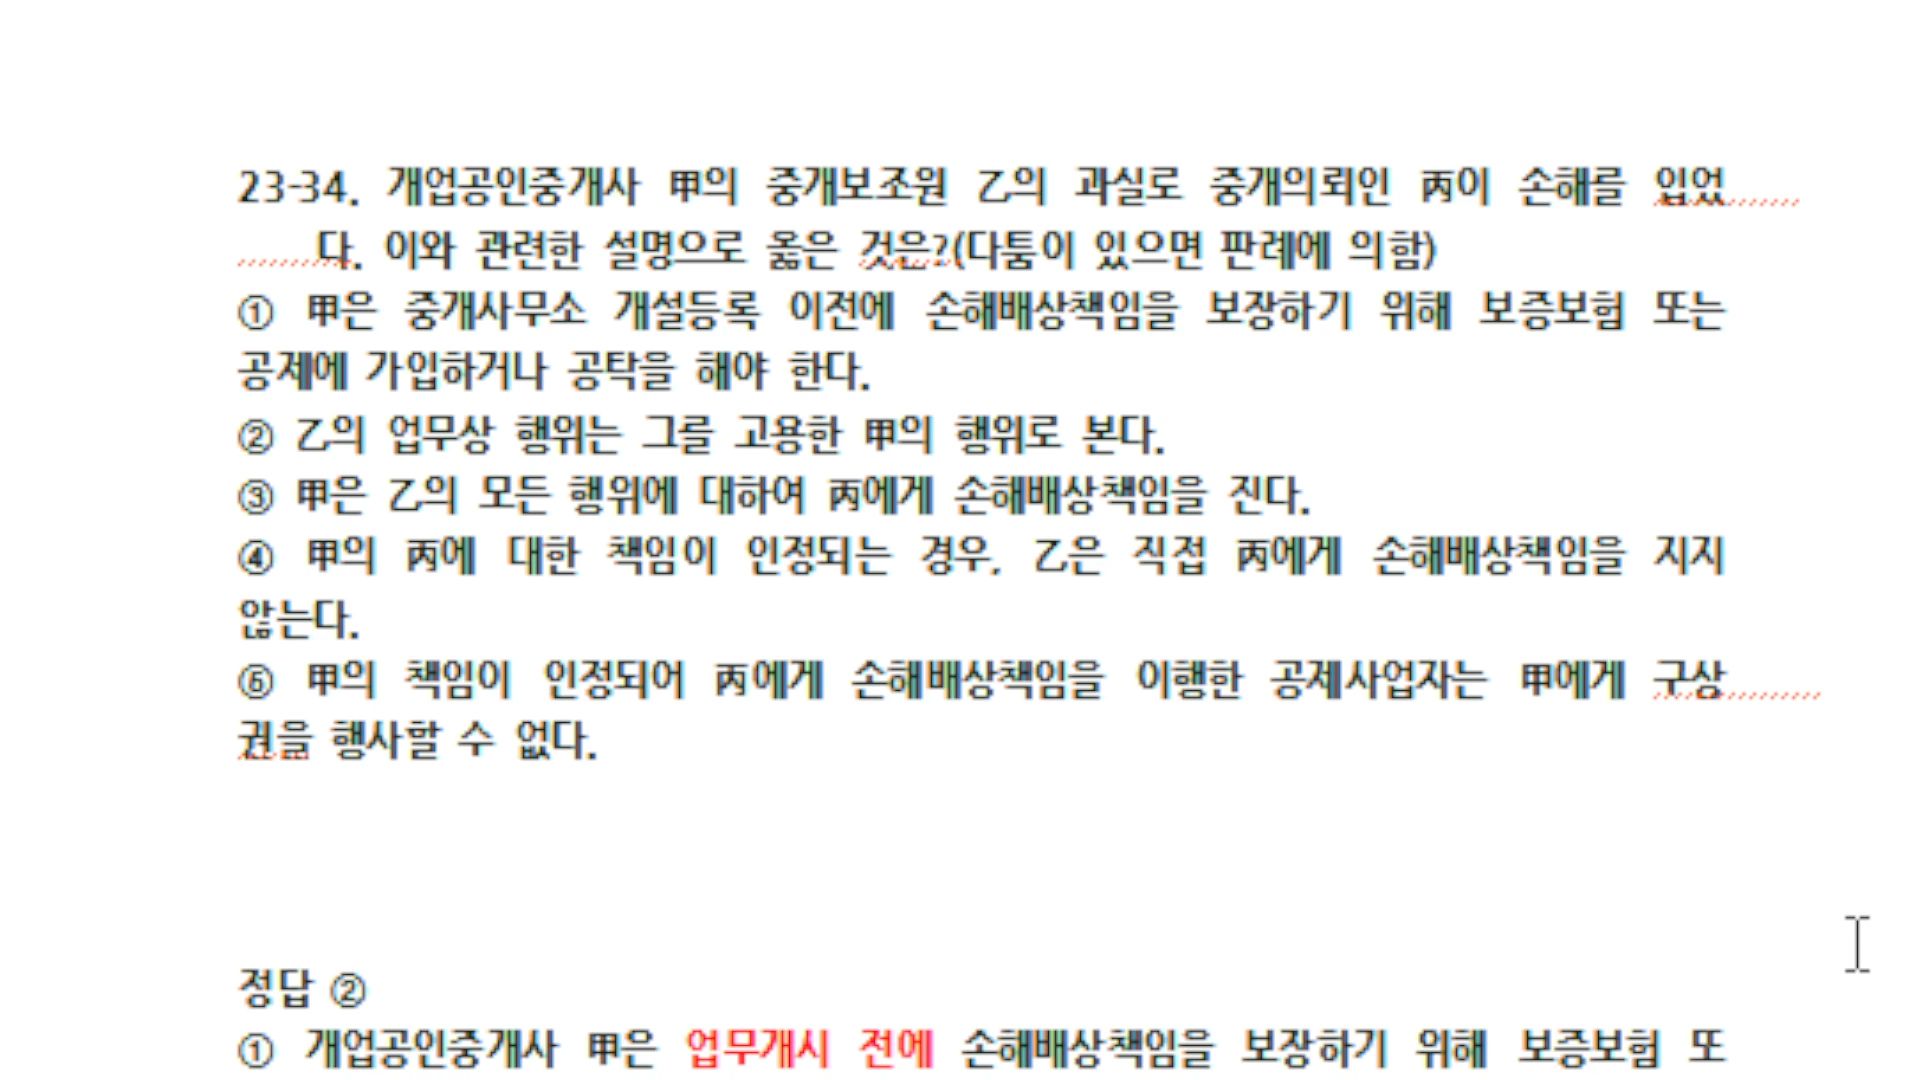 23-34. 개업공인중개사 甲의 중개보조원 乙의 과실로 중개의뢰인 丙이 손해를 입었
다. 이와 관련한 설명으로 옳은 것은?(다툼이 있으면 판례에 의함)
① 甲은 중개사무소 개설등록 이전에 손해배상책임을 보장하기 위해 보증보험 또는
공제에 가입하거나 공탁을 해야 한다.
② 乙의 업무상 행위는 그를 고용한 甲의 행위로 본다.
③ 甲은 乙의 모든 행위에 대하여 丙에게 손해배상책임을 진다.
④ 甲의 丙에 대한 책임이 인정되는 경우, 乙은 직접 丙에게 손해배상책임을 지지
않는다.
⑥ 甲의 책임이 인정되어 丙에게 손해배상책임을 이행한 공제사업자는 甲에게 구상
권을 행사할 수 없다.
정답 ②
① 개업공인중개사 甲은 업무개시 전에 손해배상책임을 보장하기 위해 보증보험 또